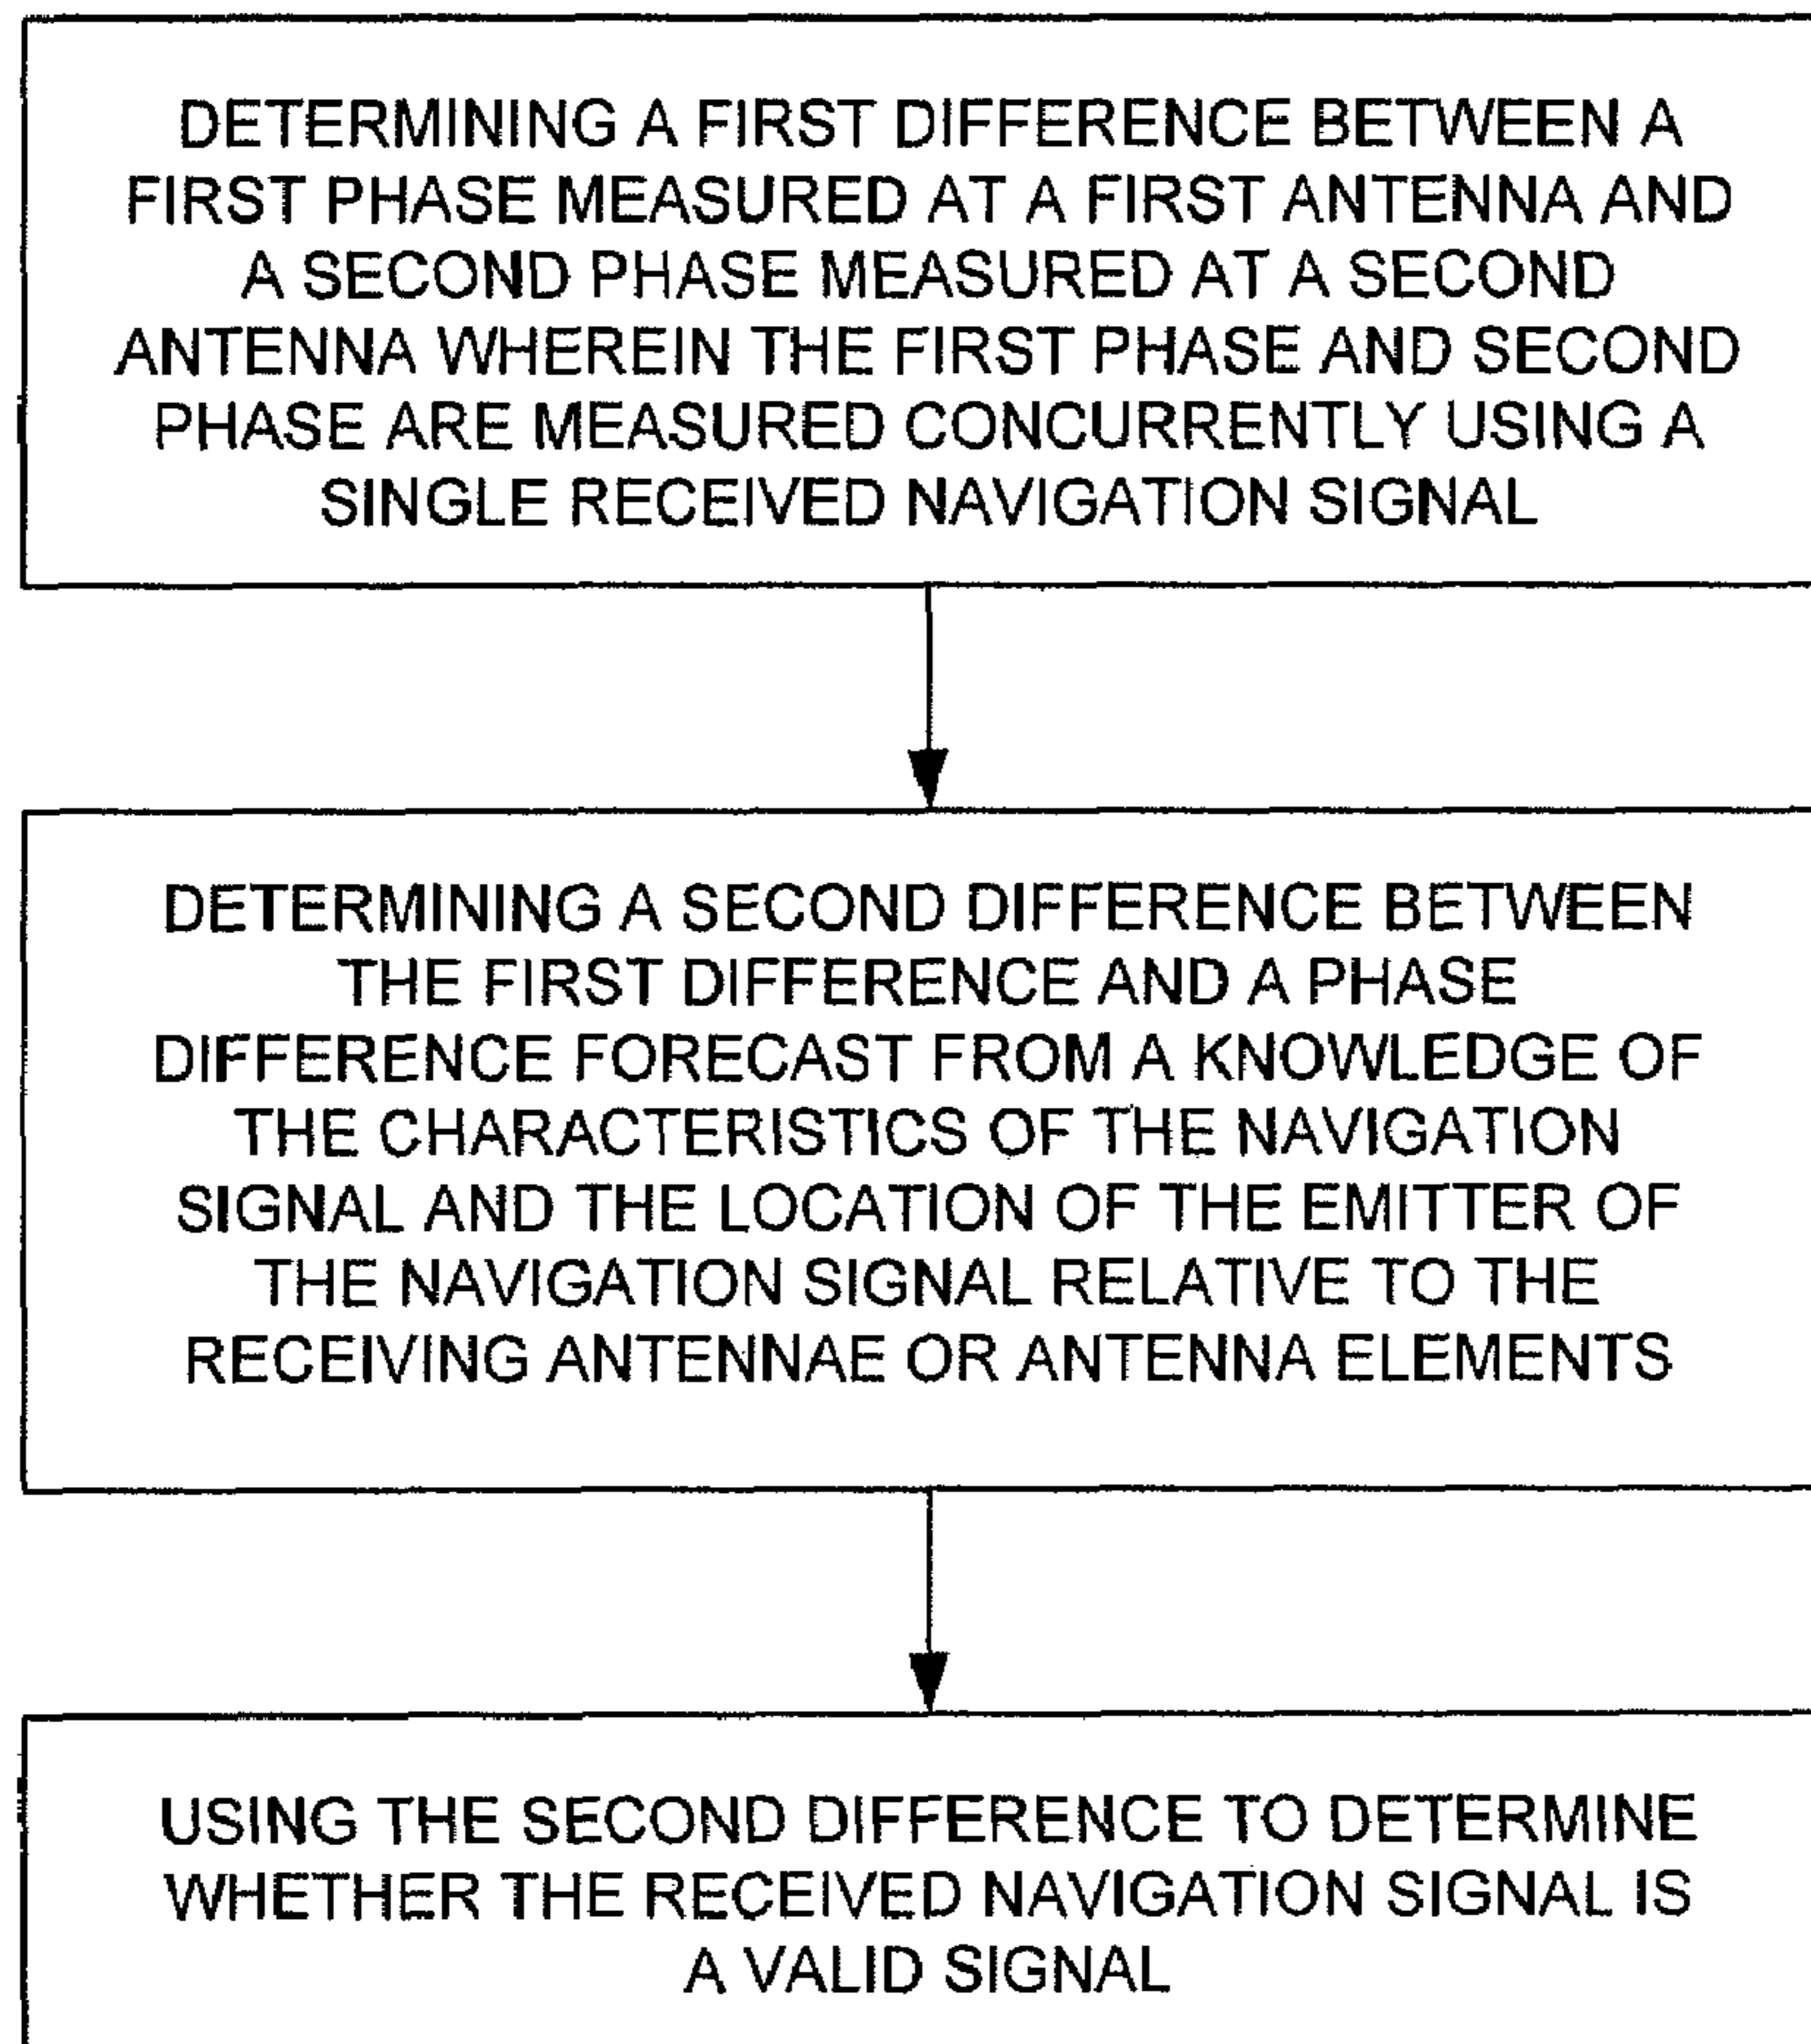 DETERMINING A FIRST DIFFERENCE BETWEEN A
FIRST PHASE MEASURED AT A FIRST ANTENNA AND
A SECOND PHASE MEASURED AT A SECOND
ANTENNA WHEREIN THE FIRST PHASE AND SECOND
PHASE ARE MEASURED CONCURRENTLY USING A
SINGLE RECEIVED NAVIGATION SIGNAL
DETERMINING A SECOND DIFFERENCE BETWEEN
THE FIRST DIFFERENCE AND A PHASE
DIFFERENCE FORECAST FROM A KNOWLEDGE OF
THE CHARACTERISTICS OF THE NAVIGATION
SIGNAL AND THE LOCATION OF THE EMITTER OF
THE NAVIGATION SIGNAL RELATIVE TO THE
RECEIVING ANTENNAE OR ANTENNA ELEMENTS
USING THE SECOND DIFFERENCE TO DETERMINE
WHETHER THE RECEIVED NAVIGATION SIGNAL IS
A VALID SIGNAL